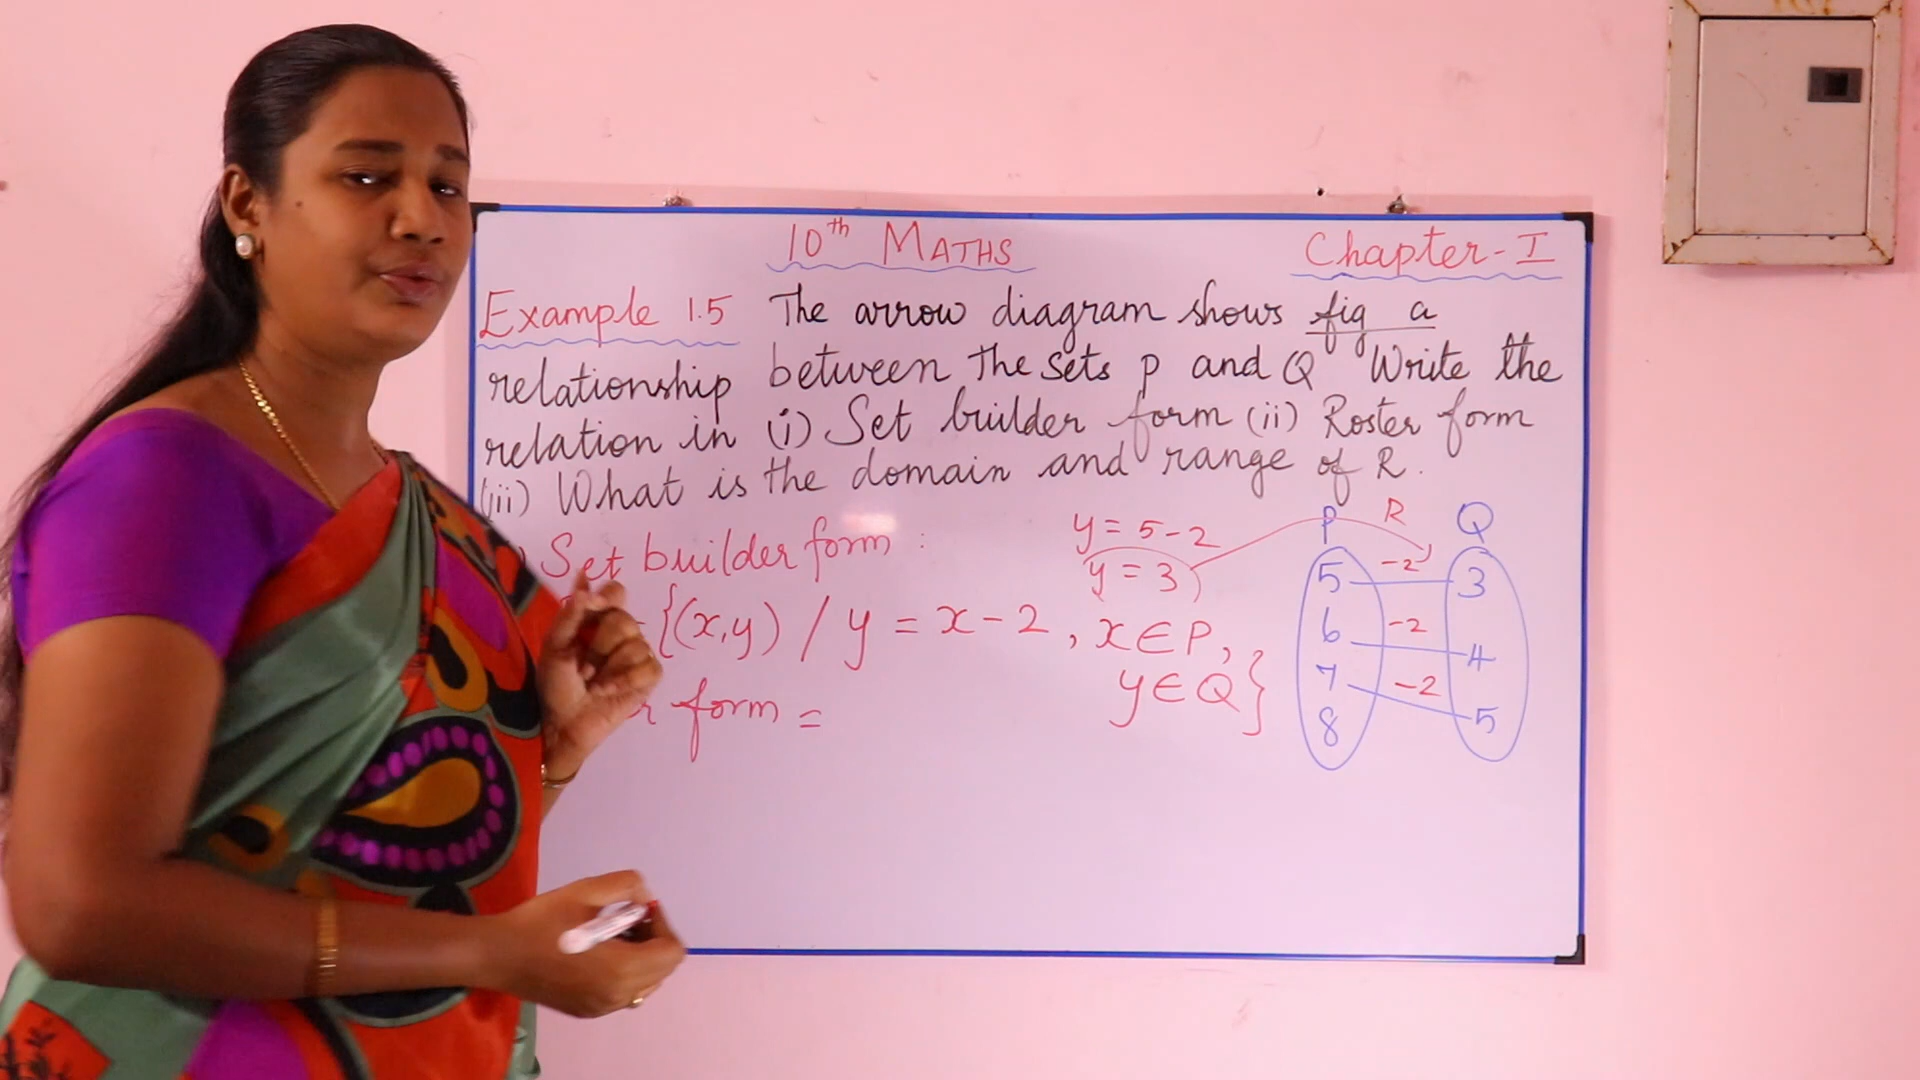 10th MATHS Chapter-I
Example 1.5 The arrow diagram shows fig a
relationship between the sets p and Q Write the
relation in (i) Set builder form (ii) Roster form
(iii) What is the domain and range of R.
Set builder form :
{(x,y) / y = x-2, x∈P,
y∈Q}
form =
y = 5-2
y = 3
P R Q
5 -2 3
6 -2 4
7 -2 5
8